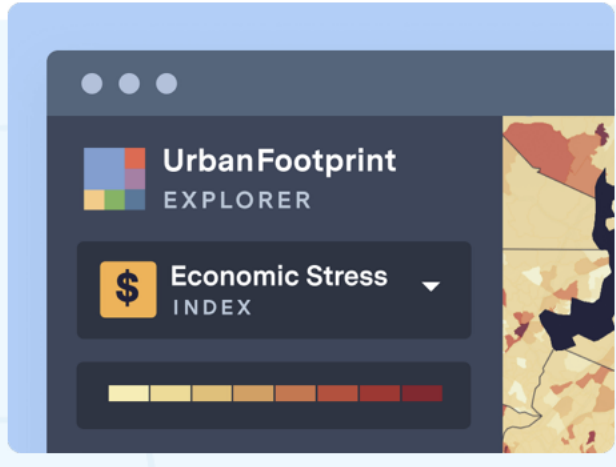 UrbanFootprint
EXPLORER
$
Economic Stress
INDEX